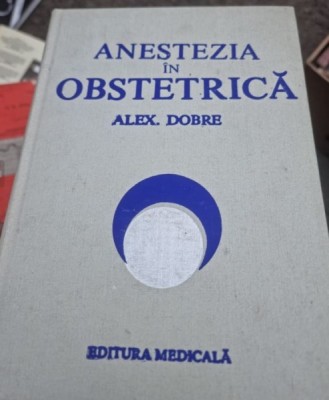 ANESTEZIA
ÎN
OBSTETRICĂ
ALEX. DOBRE
EDITURA MEDICALĂ